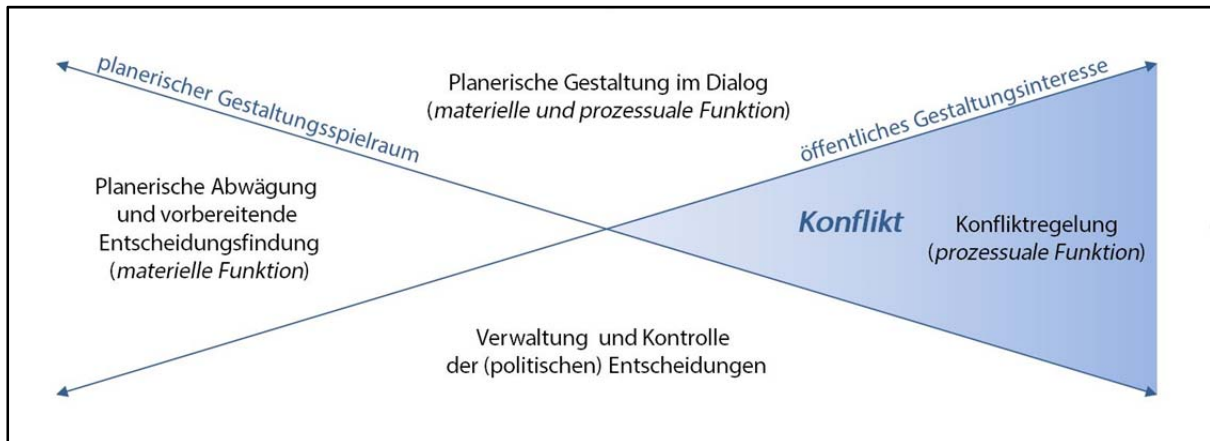 planerischer Gestaltungsspielraum
Planerische Gestaltung im Dialog
(materielle und prozessuale Funktion)
öffentliches Gestaltungsinteresse
Planerische Abwägung
und vorbereitende
Entscheidungsfindung
(materielle Funktion)
Konflikt
Konfliktregelung
(prozessuale Funktion)
Verwaltung und Kontrolle
der (politischen) Entscheidungen